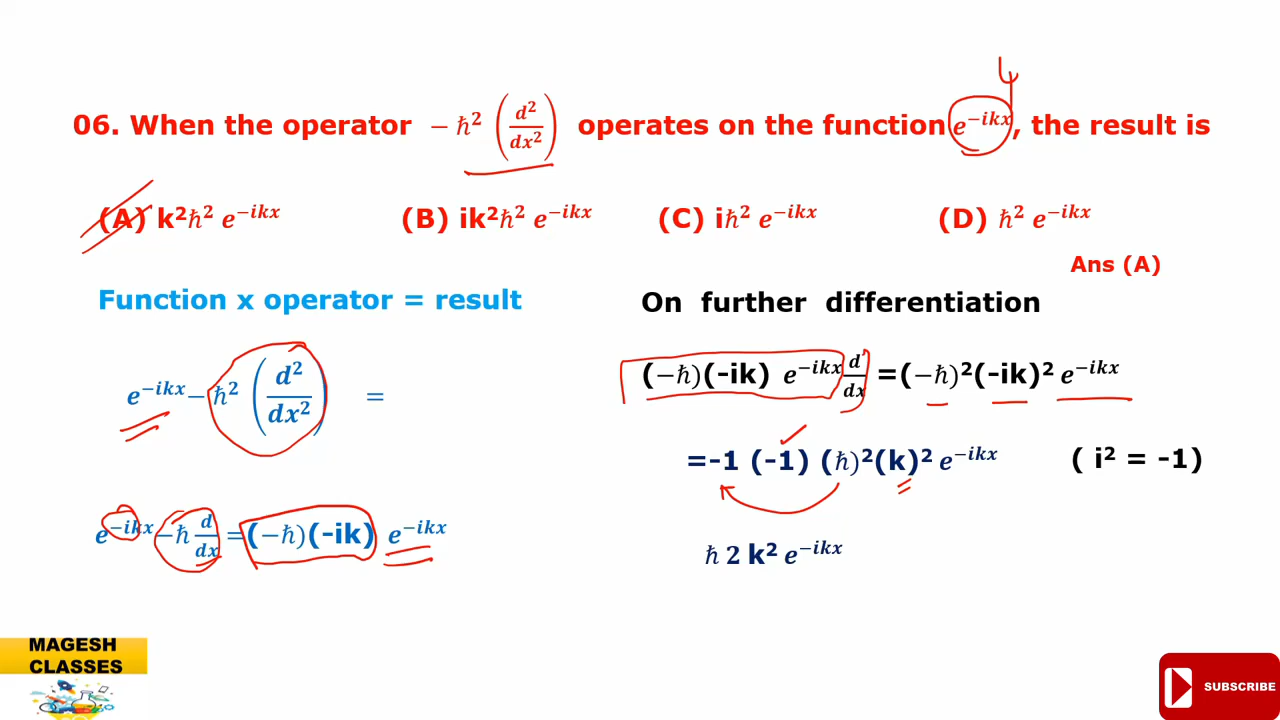 06. When the operator − ℏ² (d²/dx²) operates on the function e^−ikx, the result is
(A) k²ℏ² e^−ikx (B) ik²ℏ² e^−ikx (C) iℏ² e^−ikx (D) ℏ² e^−ikx
Ans (A)
Function x operator = result
e^−ikx − ℏ² (d²/dx²) =
e^−ikx − ℏ d/dx = (−ℏ)(-ik) e^−ikx
On further differentiation
(−ℏ)(-ik) e^−ikx d/dx =(−ℏ)²(-ik)² e^−ikx
=-1 (-1) (ℏ)²(k)² e^−ikx ( i² = -1)
ℏ 2 k² e^−ikx
MAGESH
CLASSES
SUBSCRIBE